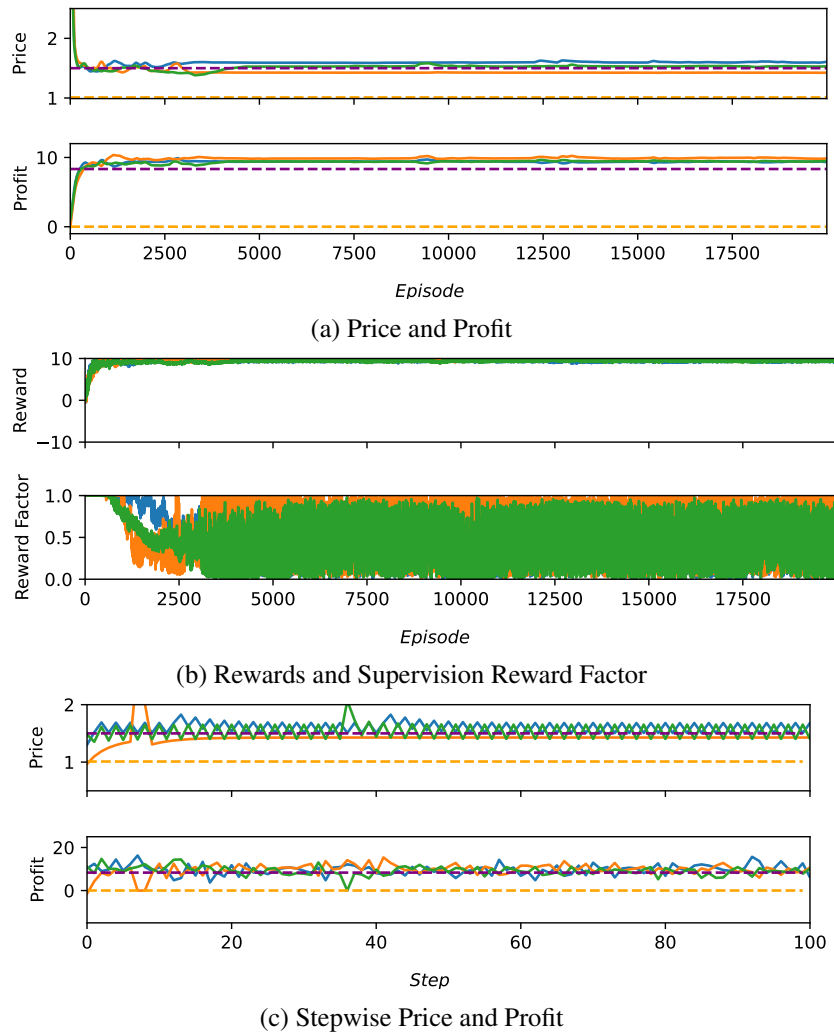 Price
2
1
Profit
10
0
0 2500 5000 7500 10000 12500 15000 17500
Episode
(a) Price and Profit
Reward
10
0
−10
Reward Factor
1.0
0.5
0.0
0 2500 5000 7500 10000 12500 15000 17500
Episode
(b) Rewards and Supervision Reward Factor
Price
2
1
Profit
20
0
0 20 40 60 80 100
Step
(c) Stepwise Price and Profit